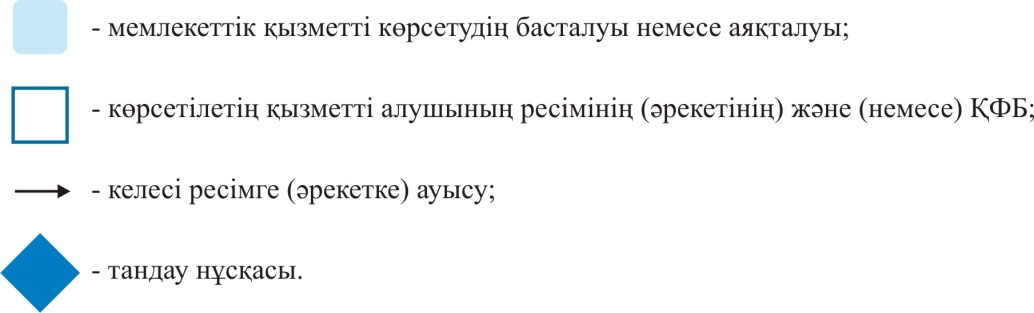 - мемлекеттік қызметті көрсетудің басталуы немесе аяқталуы;
- көрсетілетің қызметті алушының ресімінің (әрекетінің) және (немесе) ҚФБ;
- келесі ресімге (әрекетке) ауысу;
- тандау нұсқасы.